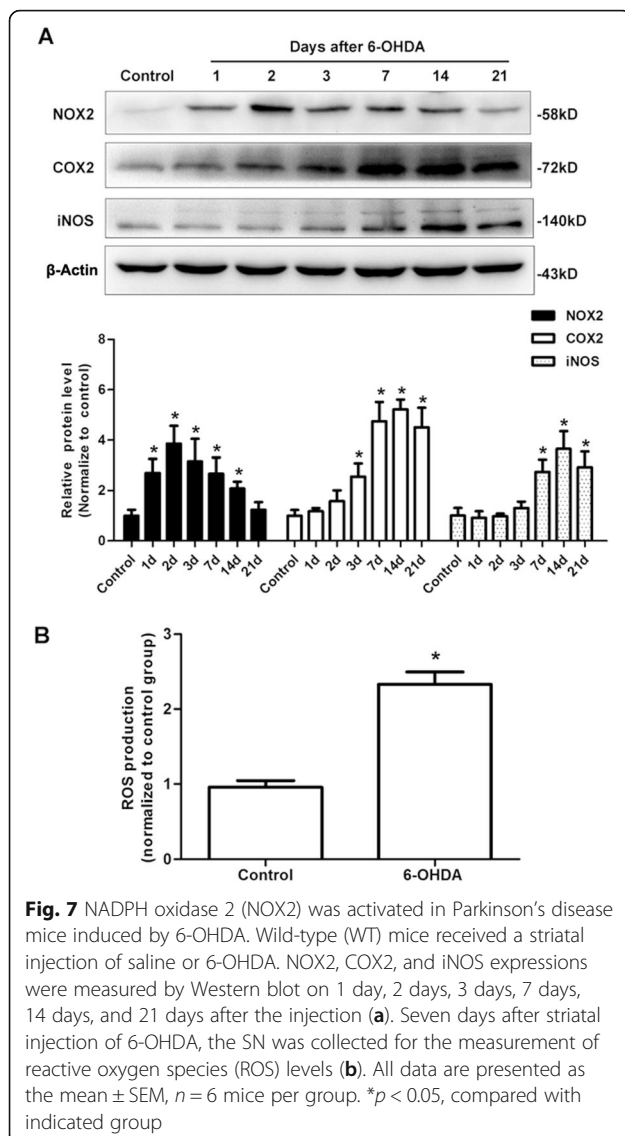 A
Days after 6-OHDA
Control 1 2 3 7 14 21
NOX2 -58kD
COX2 -72kD
iNOS -140kD
β-Actin -43kD
NOX2
COX2
iNOS
Relative protein level
(Normalize to control)
8
6
4
2
0
* * * * * * * * * * * *
Control 1d 2d 3d 7d 14d 21d Control 1d 2d 3d 7d 14d 21d Control 1d 2d 3d 7d 14d 21d
B
ROS production
(normalized to control group)
3
2
1
0
*
Control 6-OHDA
Fig. 7 NADPH oxidase 2 (NOX2) was activated in Parkinson's disease
mice induced by 6-OHDA. Wild-type (WT) mice received a striatal
injection of saline or 6-OHDA. NOX2, COX2, and iNOS expressions
were measured by Western blot on 1 day, 2 days, 3 days, 7 days,
14 days, and 21 days after the injection (a). Seven days after striatal
injection of 6-OHDA, the SN was collected for the measurement of
reactive oxygen species (ROS) levels (b). All data are presented as
the mean ± SEM, n = 6 mice per group. *p < 0.05, compared with
indicated group